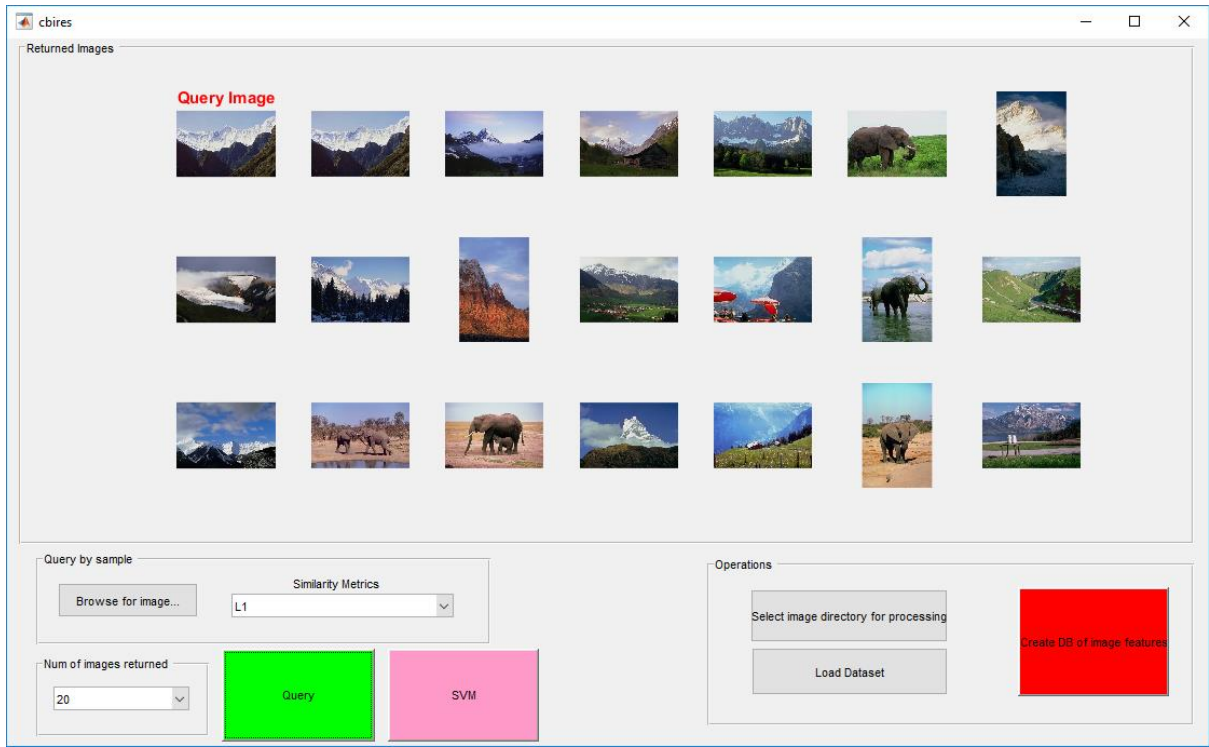 cbires
Returned Images
Query Image
Query by sample
Browse for image...
Similarity Metrics
L1
Num of images returned
20
Query
SVM
Operations
Select image directory for processing
Load Dataset
Create DB of image features